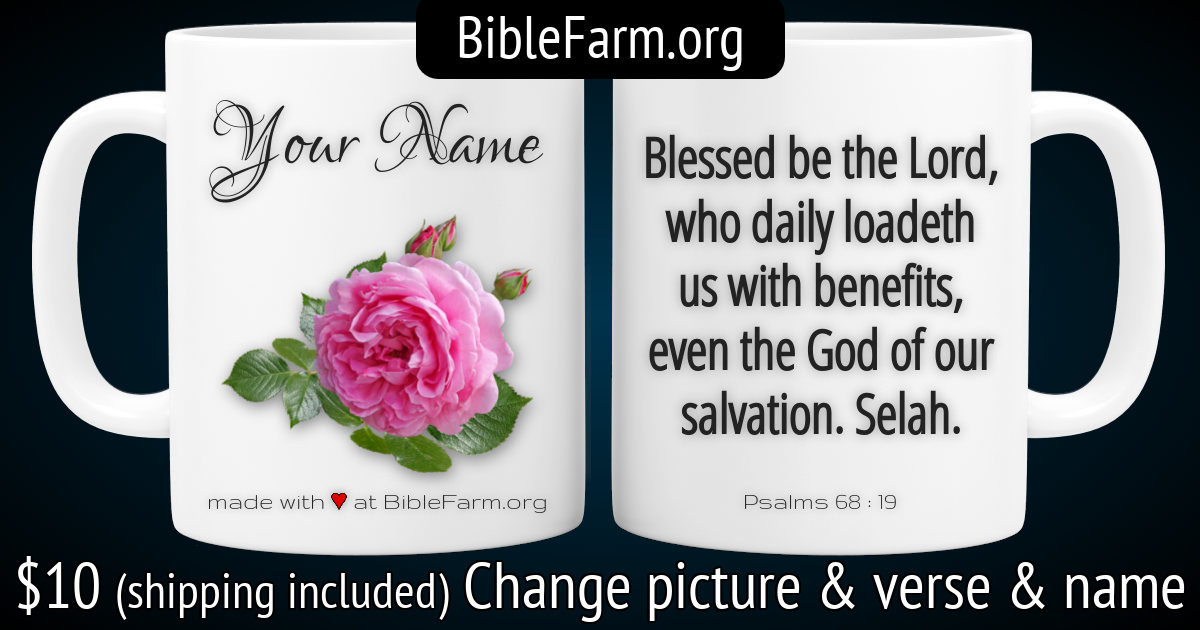 BibleFarm.org
Your Name
made with ♥ at BibleFarm.org
Blessed be the Lord,
who daily loadeth
us with benefits,
even the God of our
salvation. Selah.
Psalms 68 : 19
$10 (shipping included) Change picture & verse & name